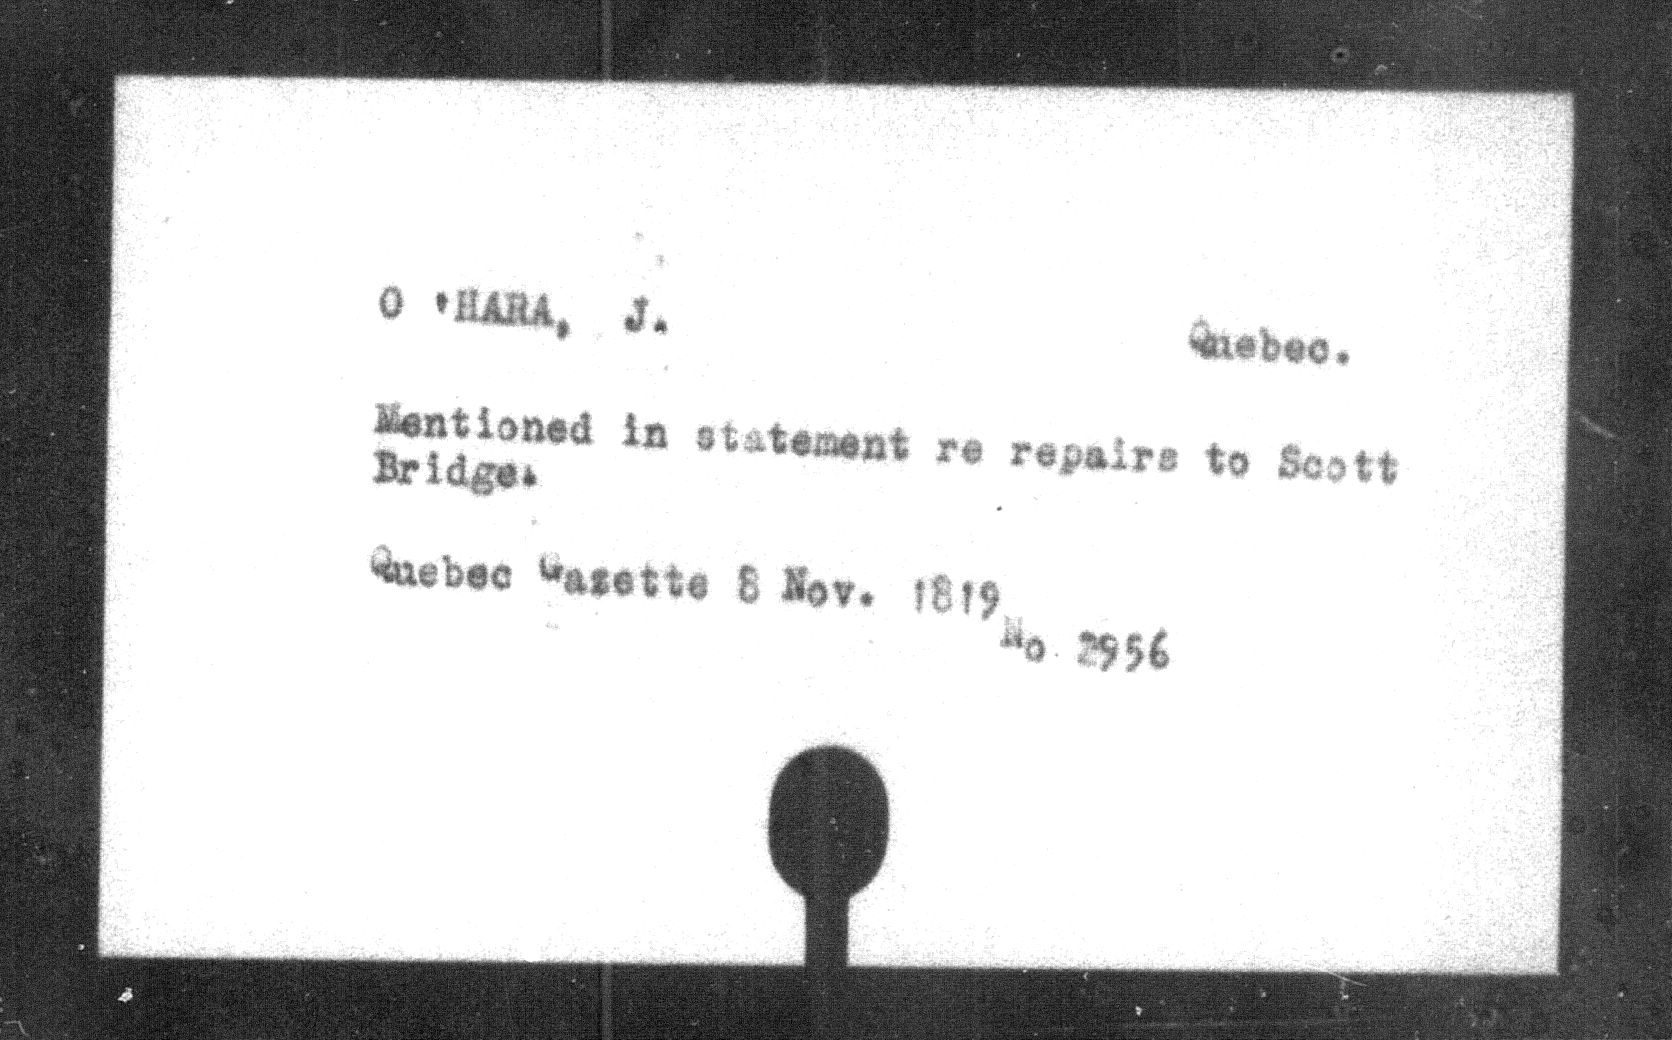 O 'HARA, J.
Quebec.
Mentioned in statement re repairs to Scott
Bridge.
Quebec Gazette 8 Nov. 1819
No. 2956